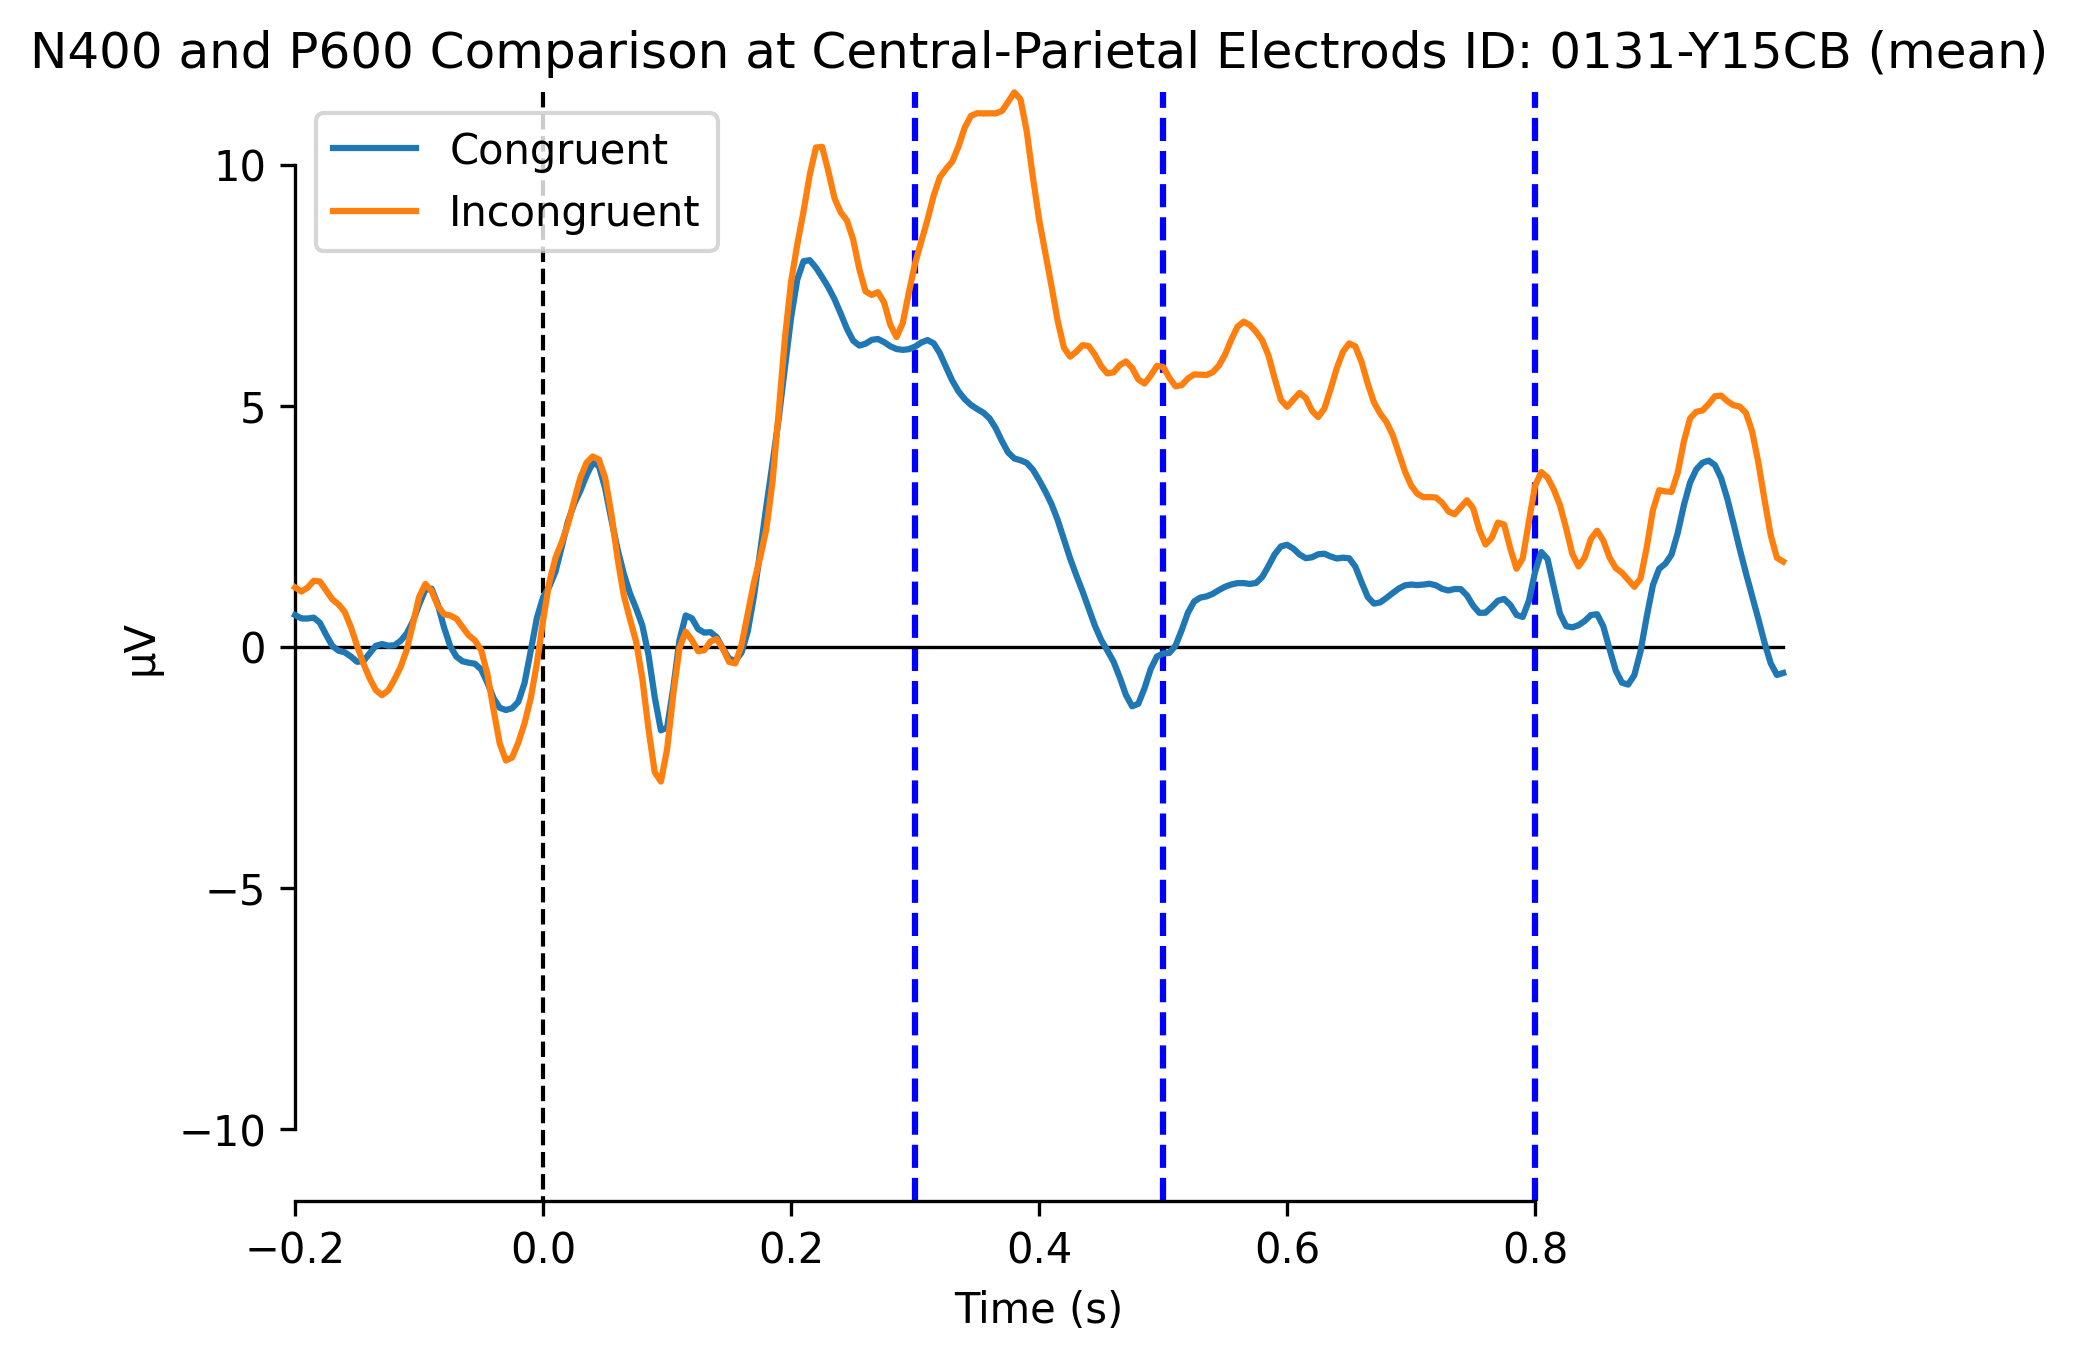 N400 and P600 Comparison at Central-Parietal Electrods ID: 0131-Y15CB (mean)
Congruent
Incongruent
10
5
0
−5
−10
µV
−0.2 0.0 0.2 0.4 0.6 0.8
Time (s)